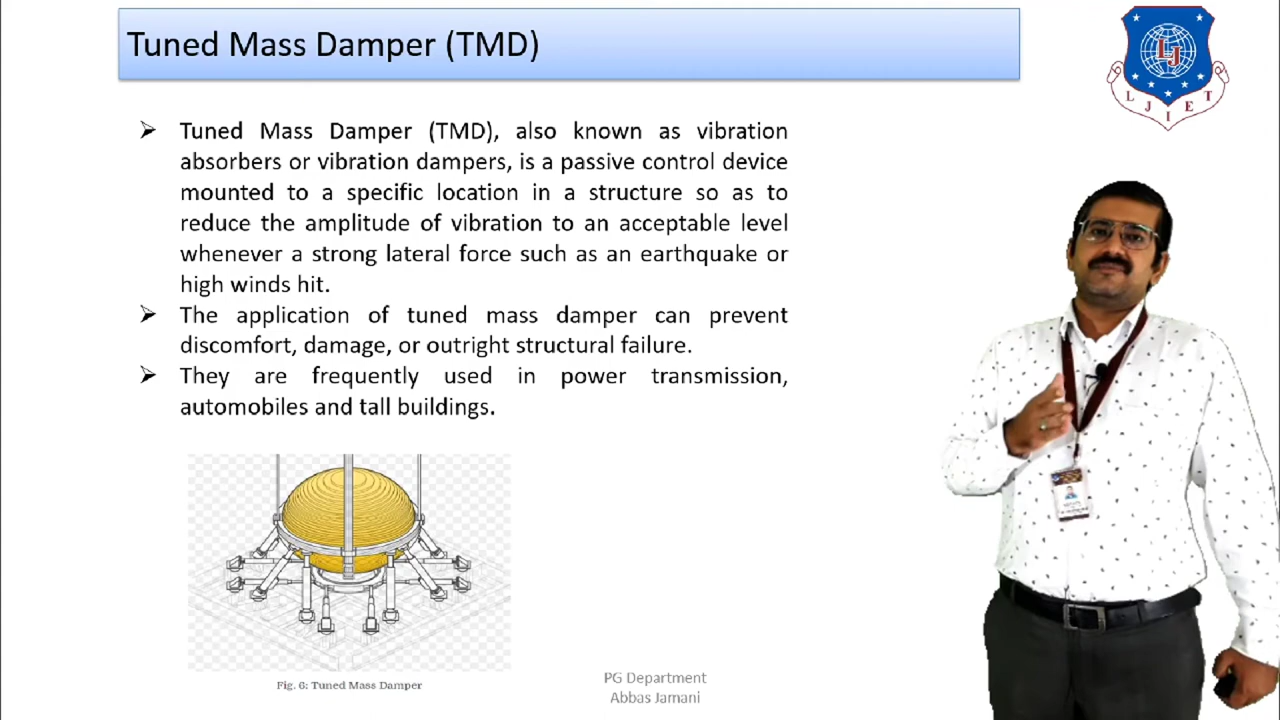 Tuned Mass Damper (TMD)
LJ
L J I E T
➢ Tuned Mass Damper (TMD), also known as vibration
absorbers or vibration dampers, is a passive control device
mounted to a specific location in a structure so as to
reduce the amplitude of vibration to an acceptable level
whenever a strong lateral force such as an earthquake or
high winds hit.
➢ The application of tuned mass damper can prevent
discomfort, damage, or outright structural failure.
➢ They are frequently used in power transmission,
automobiles and tall buildings.
Fig. 6: Tuned Mass Damper
PG Department
Abbas Jamani